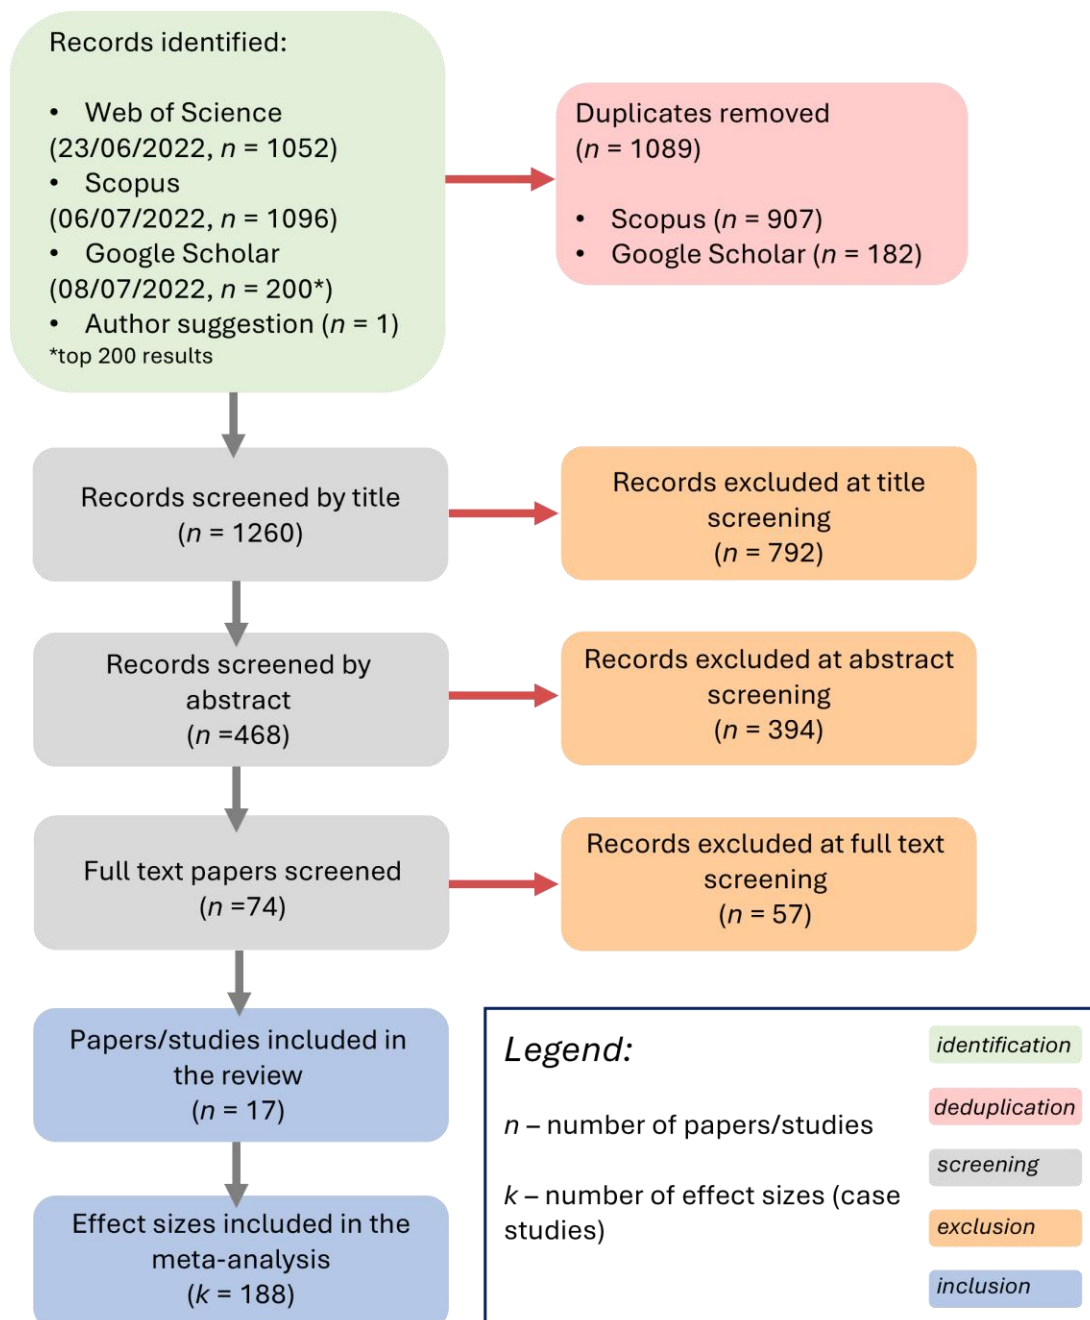 Records identified:
• Web of Science
(23/06/2022, n = 1052)
• Scopus
(06/07/2022, n = 1096)
• Google Scholar
(08/07/2022, n = 200*)
• Author suggestion (n = 1)
*top 200 results
Duplicates removed
(n = 1089)
• Scopus (n = 907)
• Google Scholar (n = 182)
Records screened by title
(n = 1260)
Records excluded at title
screening
(n = 792)
Records screened by
abstract
(n =468)
Records excluded at abstract
screening
(n = 394)
Full text papers screened
(n =74)
Records excluded at full text
screening
(n = 57)
Papers/studies included in
the review
(n = 17)
Effect sizes included in the
meta-analysis
(k = 188)
Legend:
n – number of papers/studies
k – number of effect sizes (case
studies)
identification
deduplication
screening
exclusion
inclusion